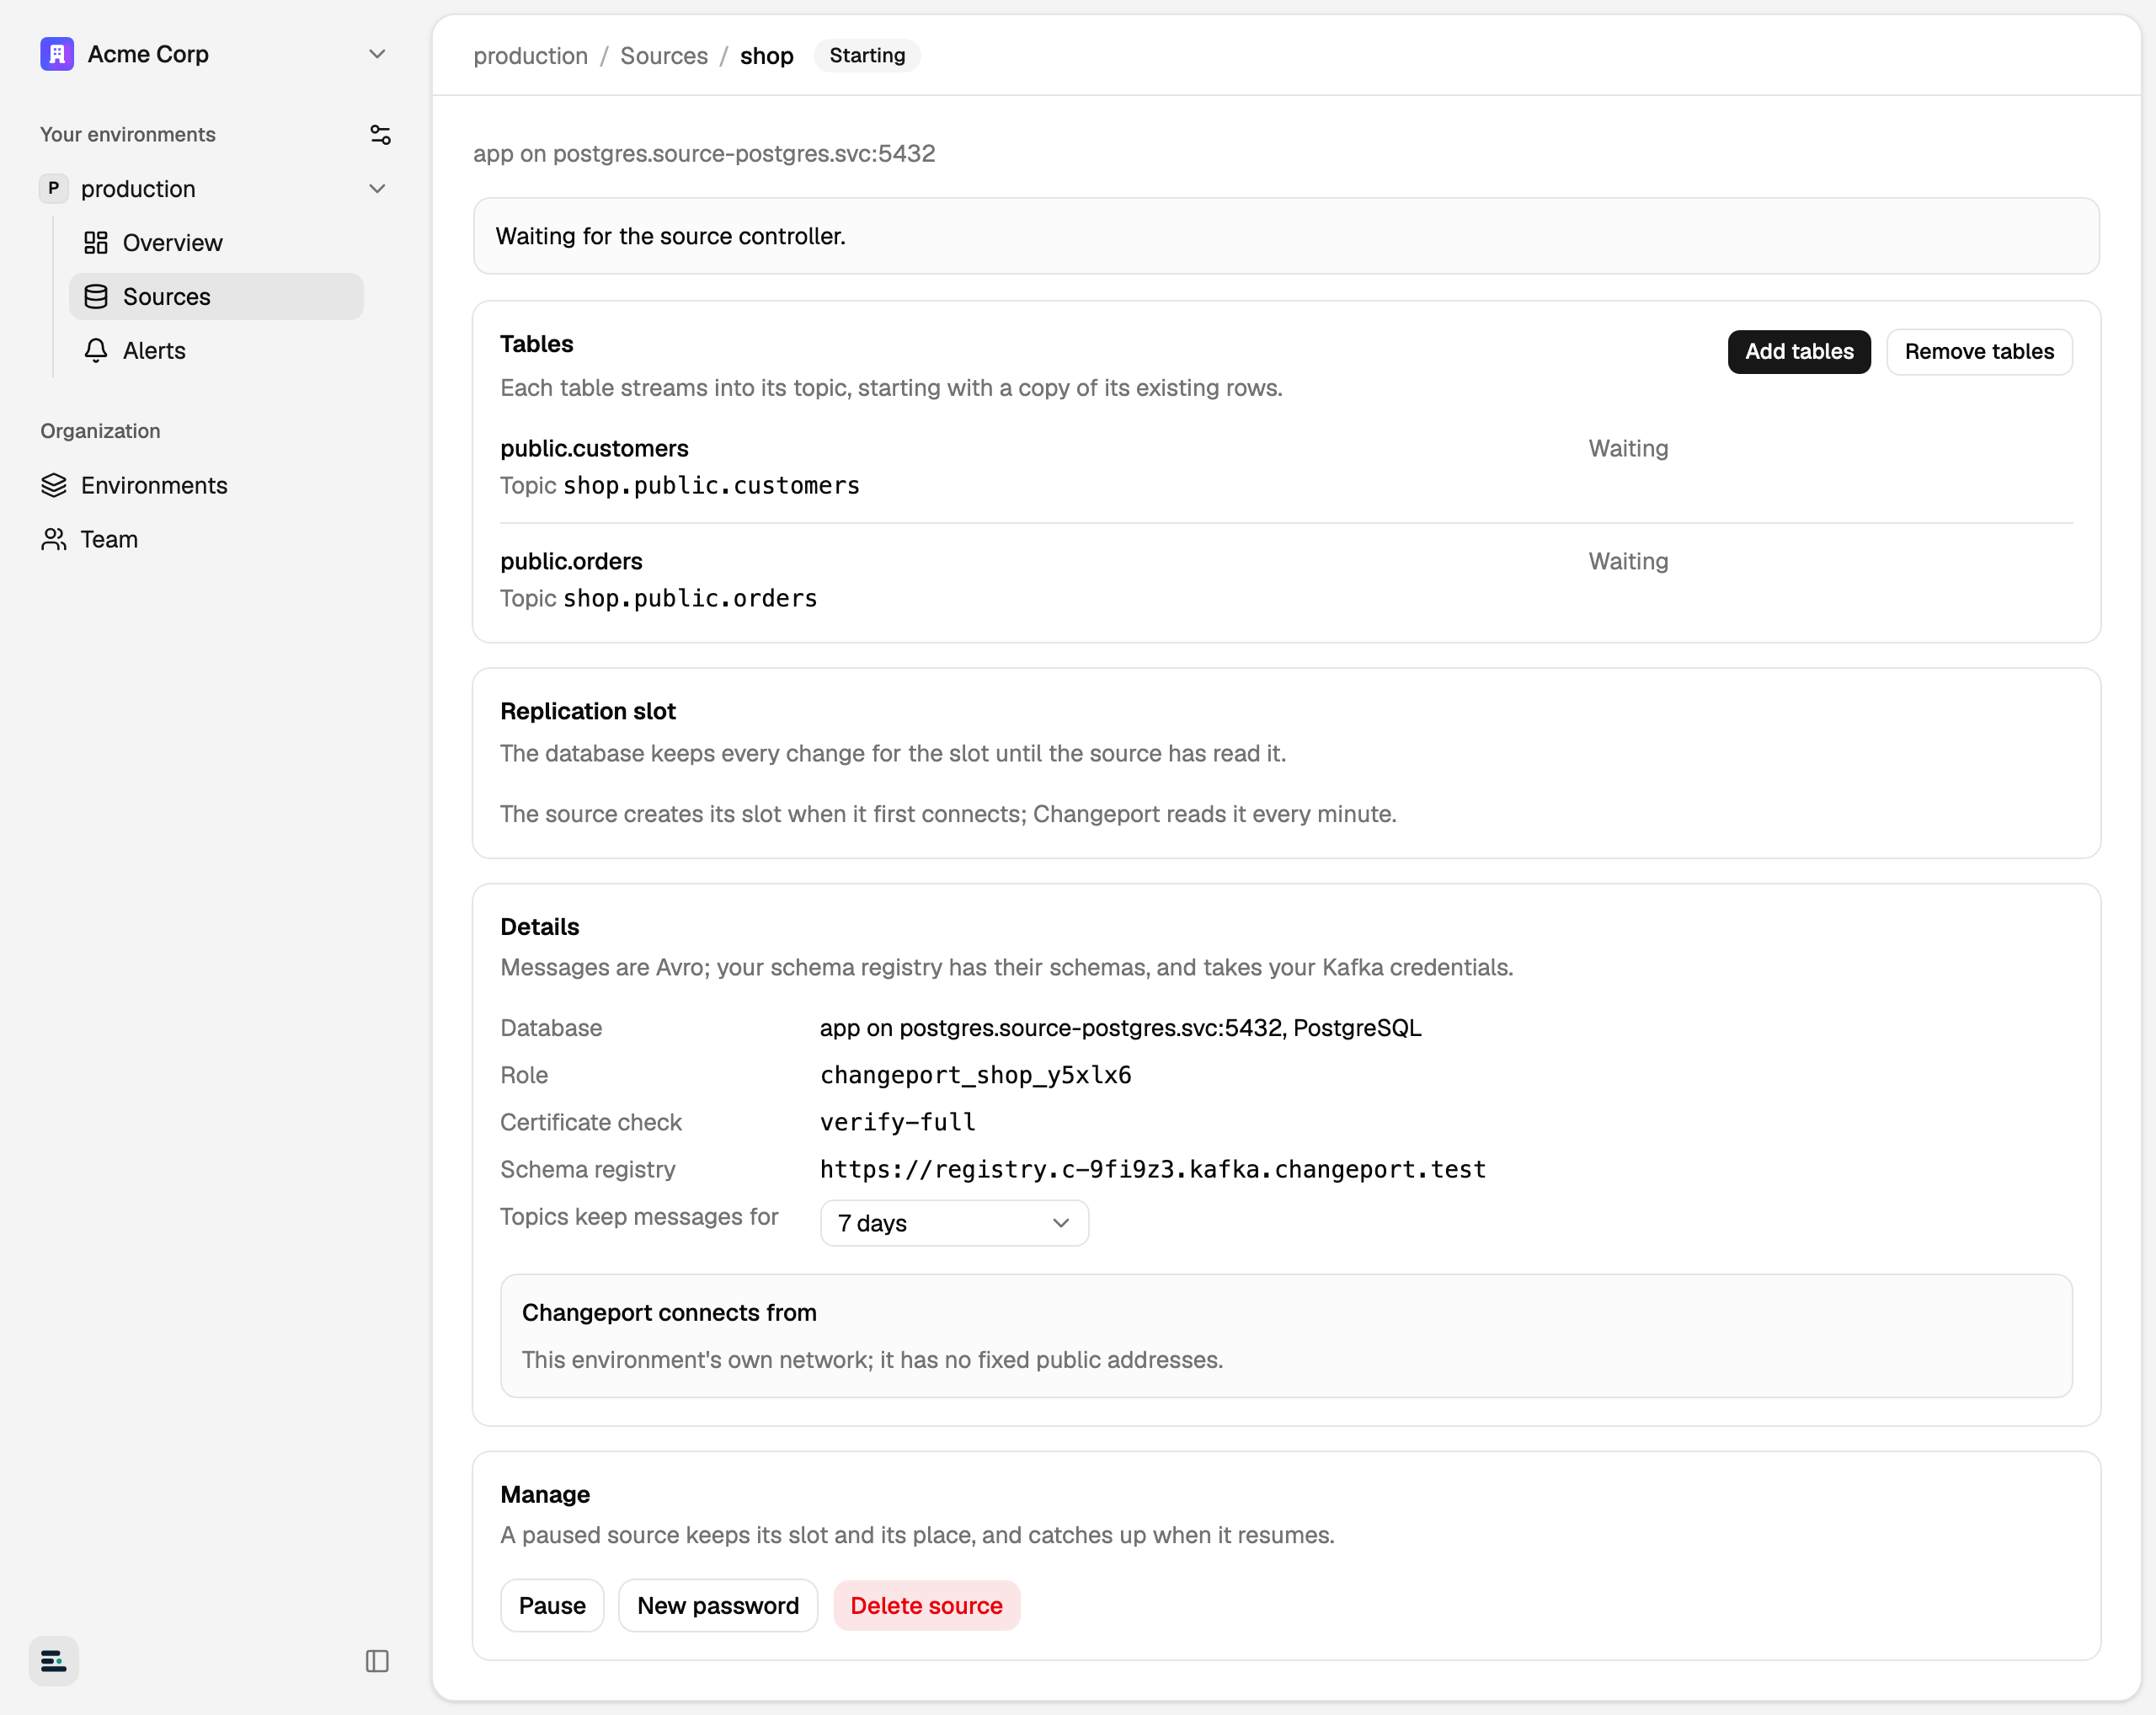 Acme Corp
Your environments
P production
Overview
Sources
Alerts
Organization
Environments
Team
production / Sources / shop Starting
app on postgres.source-postgres.svc:5432
Waiting for the source controller.
Tables
Add tables Remove tables
Each table streams into its topic, starting with a copy of its existing rows.
public.customers Waiting
Topic shop.public.customers
public.orders Waiting
Topic shop.public.orders
Replication slot
The database keeps every change for the slot until the source has read it.
The source creates its slot when it first connects; Changeport reads it every minute.
Details
Messages are Avro; your schema registry has their schemas, and takes your Kafka credentials.
Database app on postgres.source-postgres.svc:5432, PostgreSQL
Role changeport_shop_y5xlx6
Certificate check verify-full
Schema registry https://registry.c-9fi9z3.kafka.changeport.test
Topics keep messages for 7 days
Changeport connects from
This environment's own network; it has no fixed public addresses.
Manage
A paused source keeps its slot and its place, and catches up when it resumes.
Pause New password Delete source